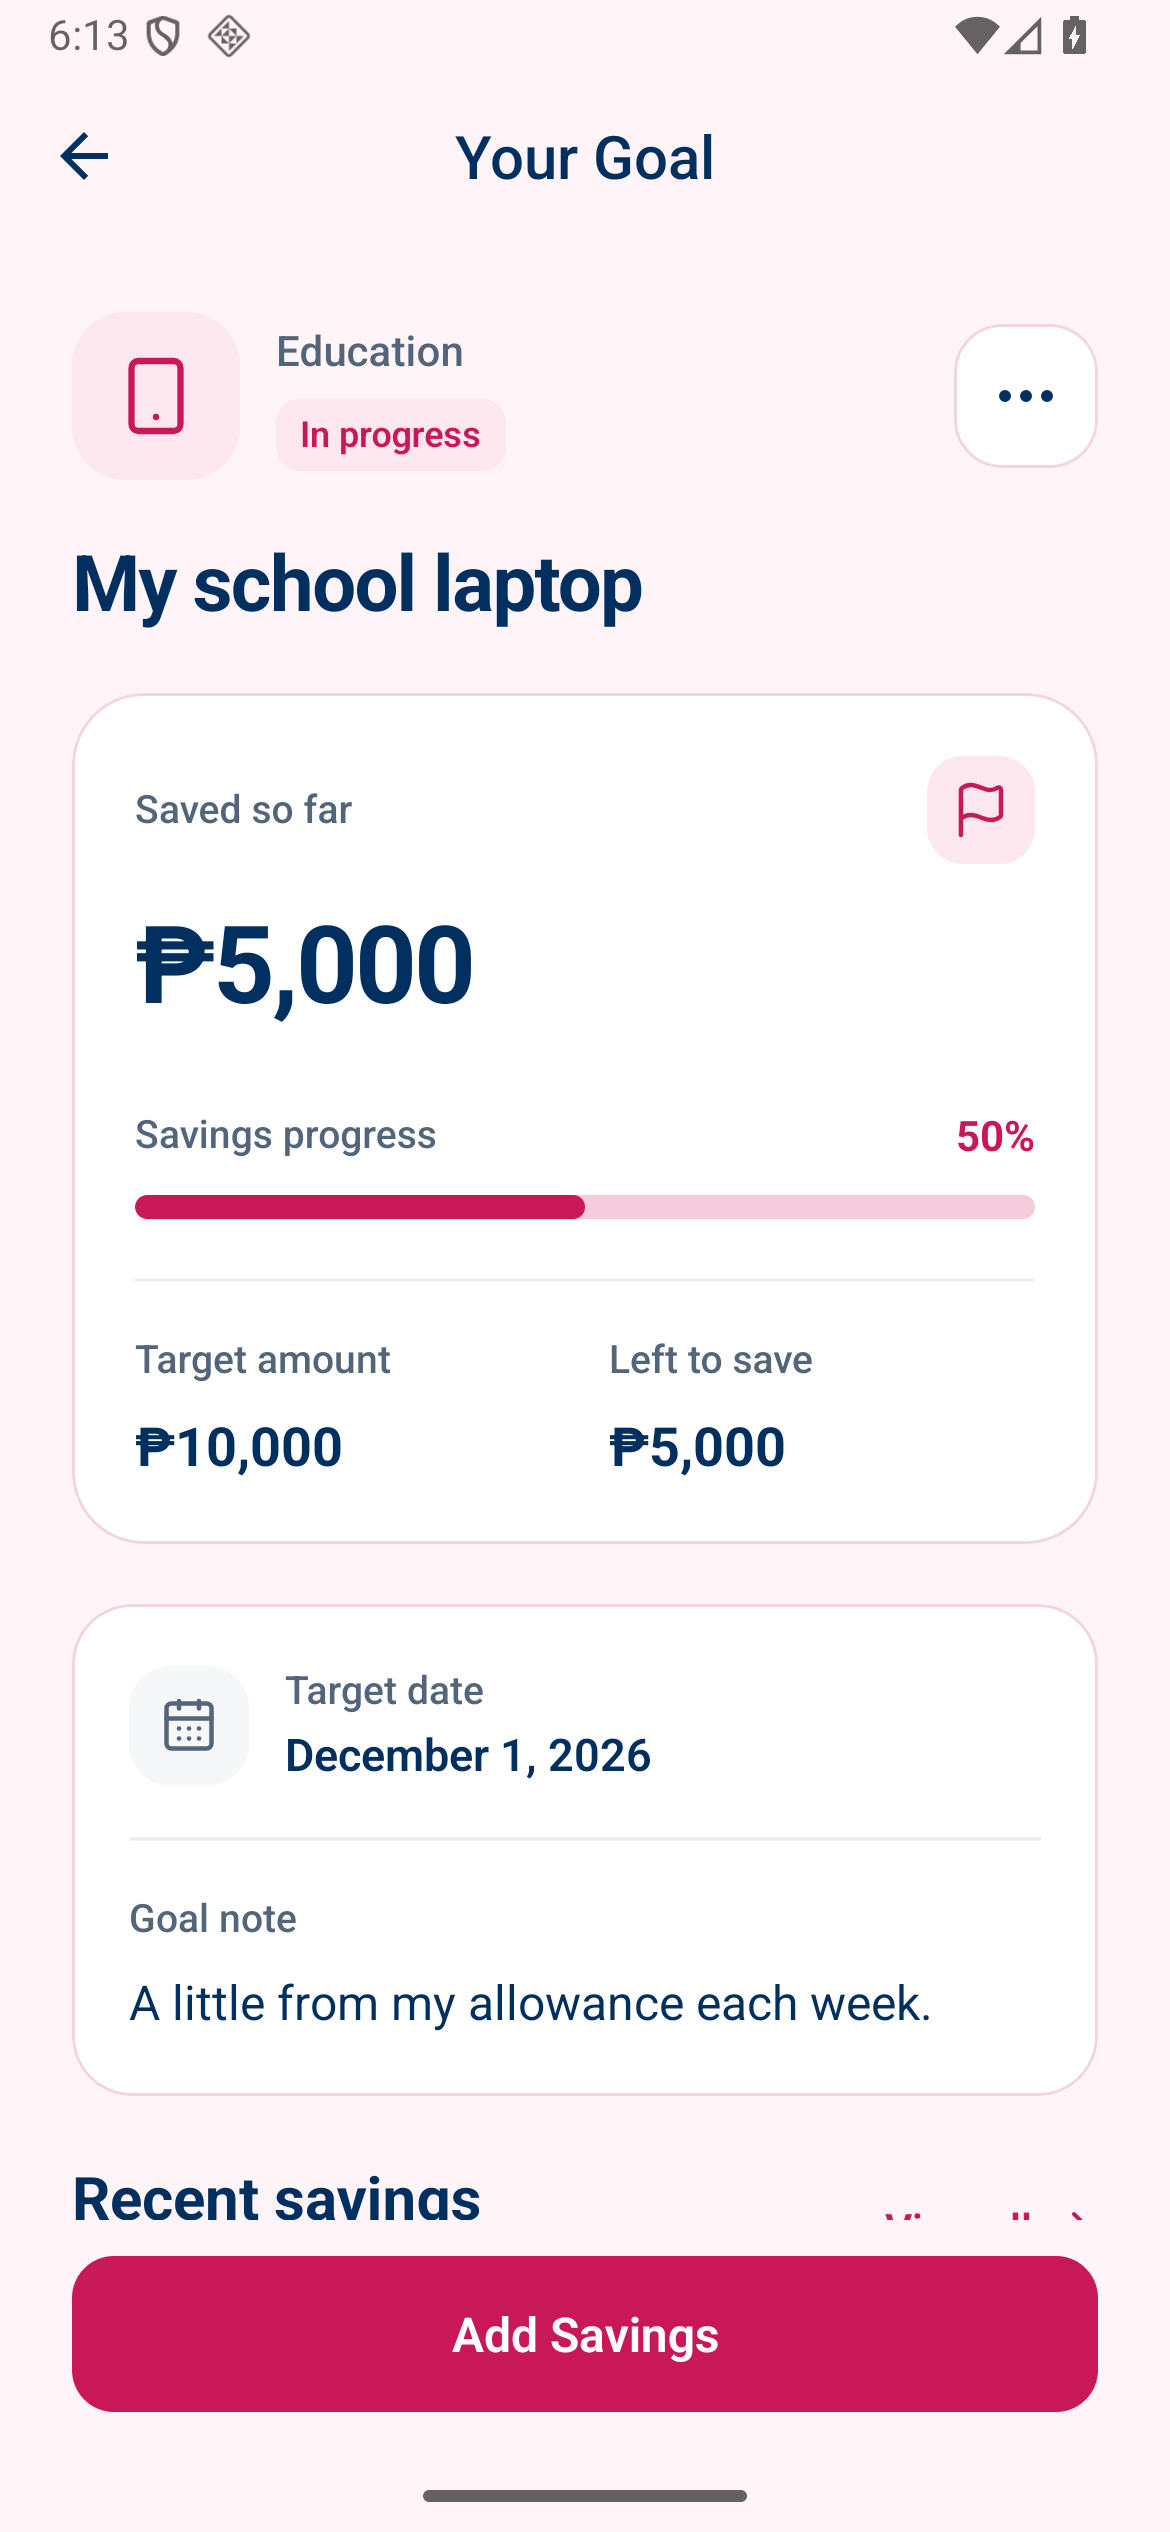 6:13
Your Goal
Education
In progress
My school laptop
Saved so far
₱5,000
Savings progress
50%
Target amount
Left to save
₱10,000
₱5,000
Target date
December 1, 2026
Goal note
A little from my allowance each week.
Recent savings
Add Savings